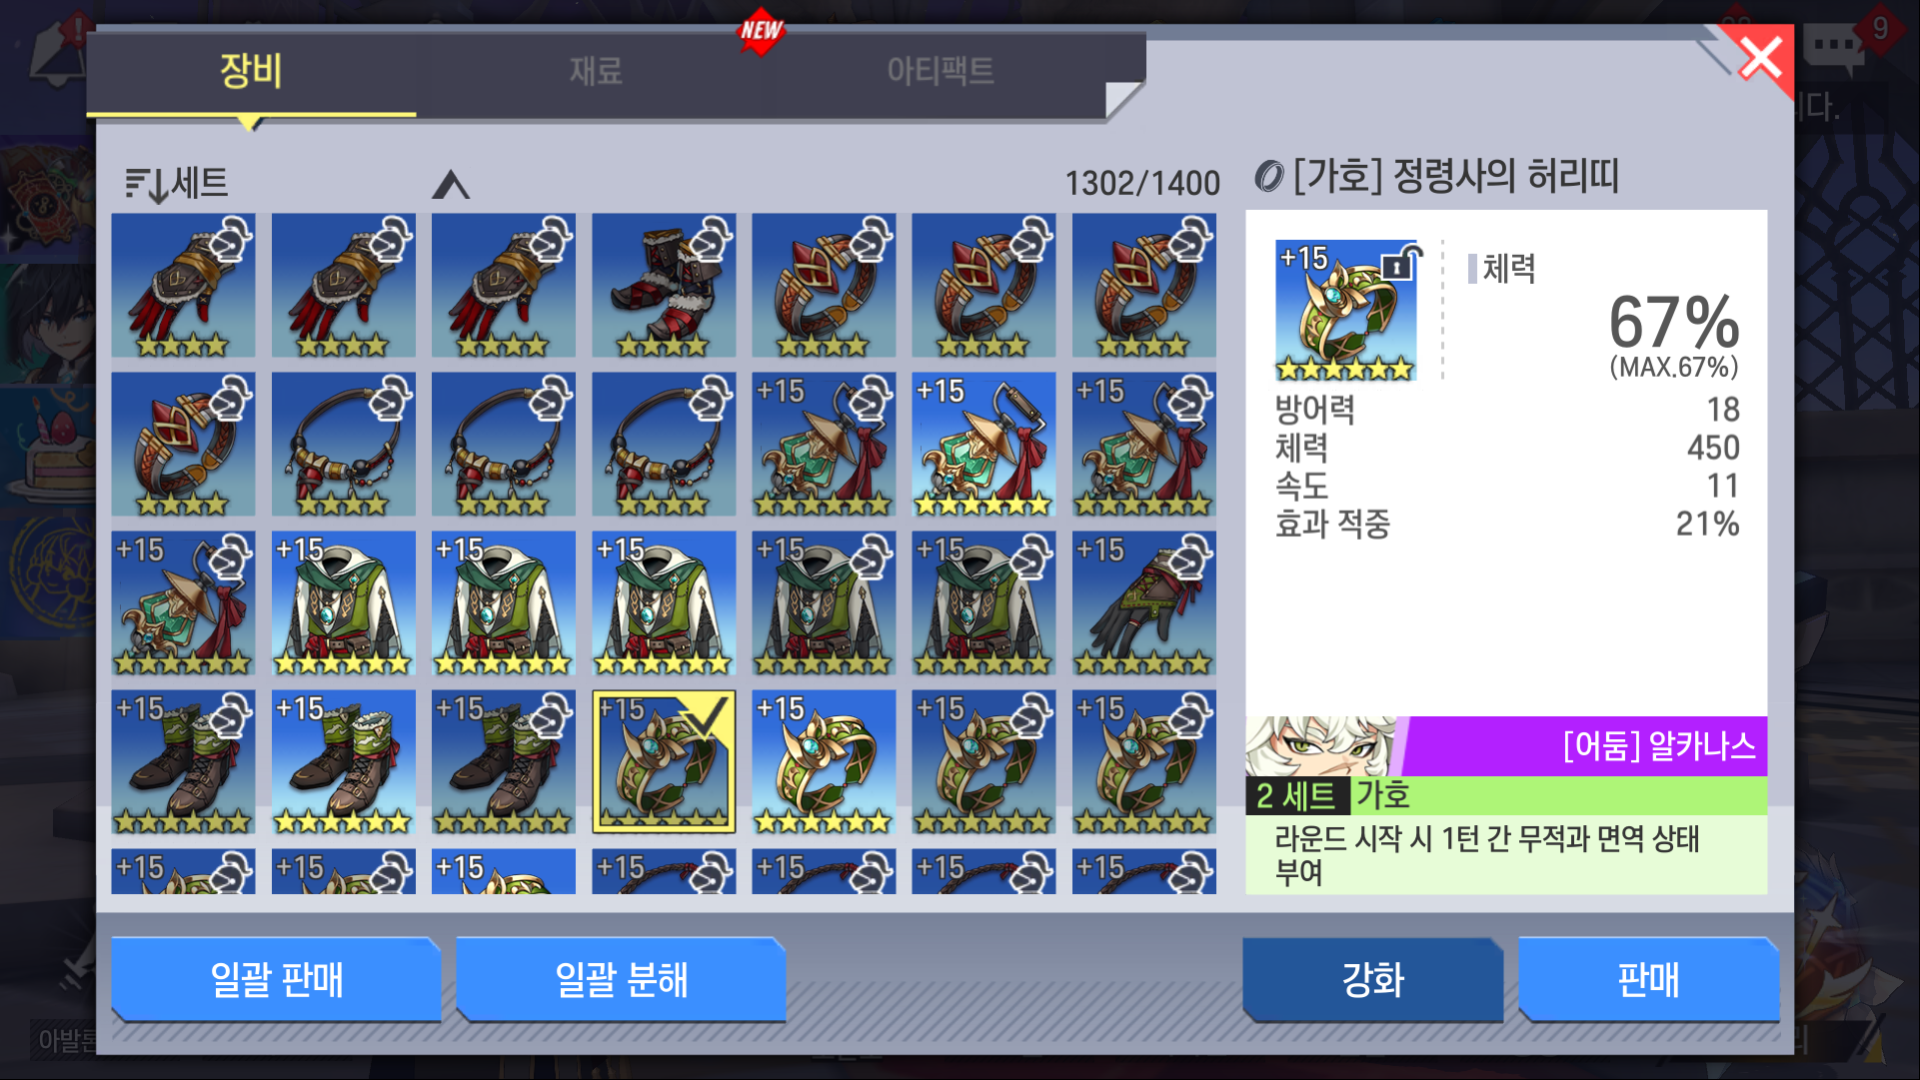 장비
재료
NEW
아티팩트
9
니다.
세트
1302/1400
[가호] 정령사의 허리띠
+15
체력
67%
(MAX.67%)
방어력 18
체력 450
속도 11
효과 적중 21%
+15 +15 +15
+15 +15 +15 +15 +15 +15 +15
+15 +15 +15 +15 +15 +15 +15
+15 +15 +15 +15 +15 +15 +15
[어둠] 알카나스
2 세트 가호
라운드 시작 시 1턴 간 무적과 면역 상태
부여
일괄 판매
일괄 분해
강화
판매
아발론